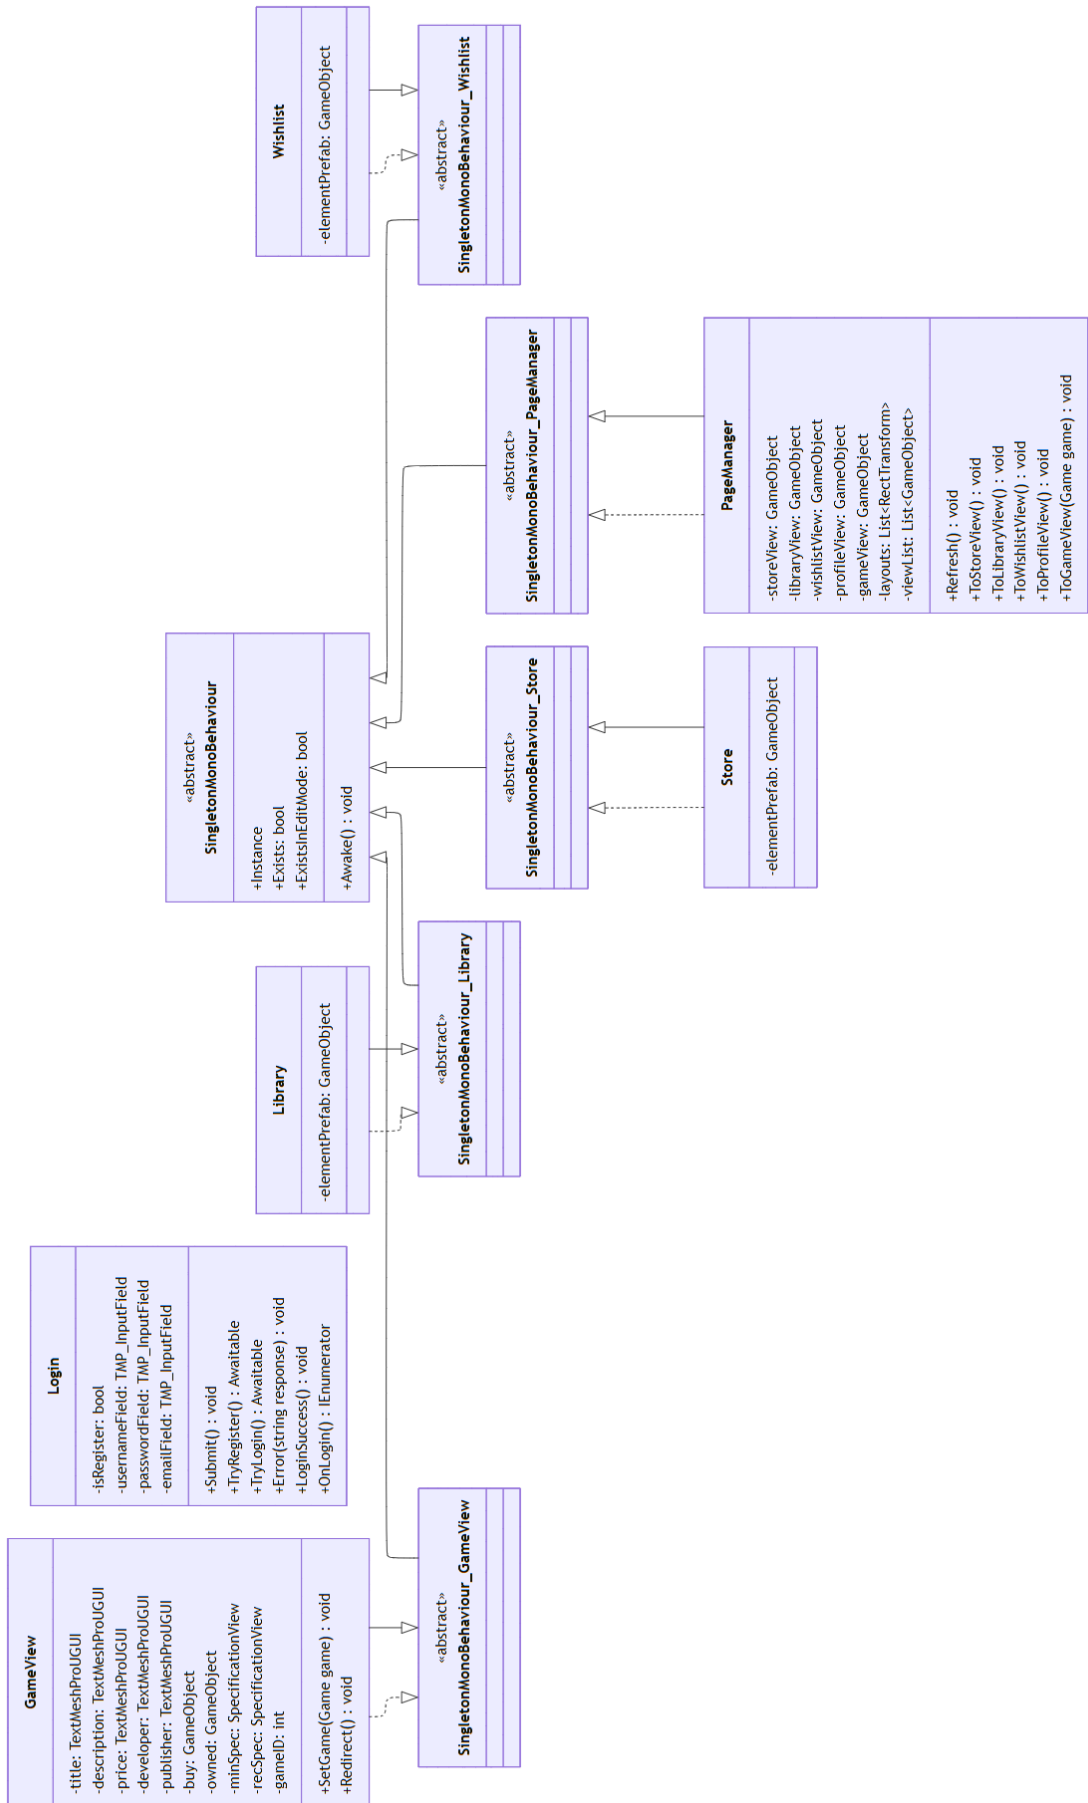 GameView
-title: TextMeshProUGUI
-description: TextMeshProUGUI
-price: TextMeshProUGUI
-developer: TextMeshProUGUI
-publisher: TextMeshProUGUI
-buy: GameObject
-owned: GameObject
-minSpec: SpecificationView
-recSpec: SpecificationView
-gameID: int
+SetGame(Game game) : void
+Redirect() : void
Login
-isRegister: bool
-usernameField: TMP_InputField
-passwordField: TMP_InputField
-emailField: TMP_InputField
+Submit() : void
+TryRegister() : Awaitable
+TryLogin() : Awaitable
+Error(string response) : void
+LoginSuccess() : void
+OnLogin() : IEnumerator
Library
-elementPrefab: GameObject
«abstract»
SingletonMonoBehaviour
+Instance
+Exists: bool
+ExistsInEditMode: bool
+Awake() : void
Wishlist
-elementPrefab: GameObject
«abstract»
SingletonMonoBehaviour_GameView
«abstract»
SingletonMonoBehaviour_Library
«abstract»
SingletonMonoBehaviour_Store
«abstract»
SingletonMonoBehaviour_PageManager
«abstract»
SingletonMonoBehaviour_Wishlist
Store
-elementPrefab: GameObject
PageManager
-storeView: GameObject
-libraryView: GameObject
-wishlistView: GameObject
-profileView: GameObject
-gameView: GameObject
-layouts: List<RectTransform>
-viewList: List<GameObject>
+Refresh() : void
+ToStoreView() : void
+ToLibraryView() : void
+ToWishlistView() : void
+ToProfileView() : void
+ToGameView(Game game) : void